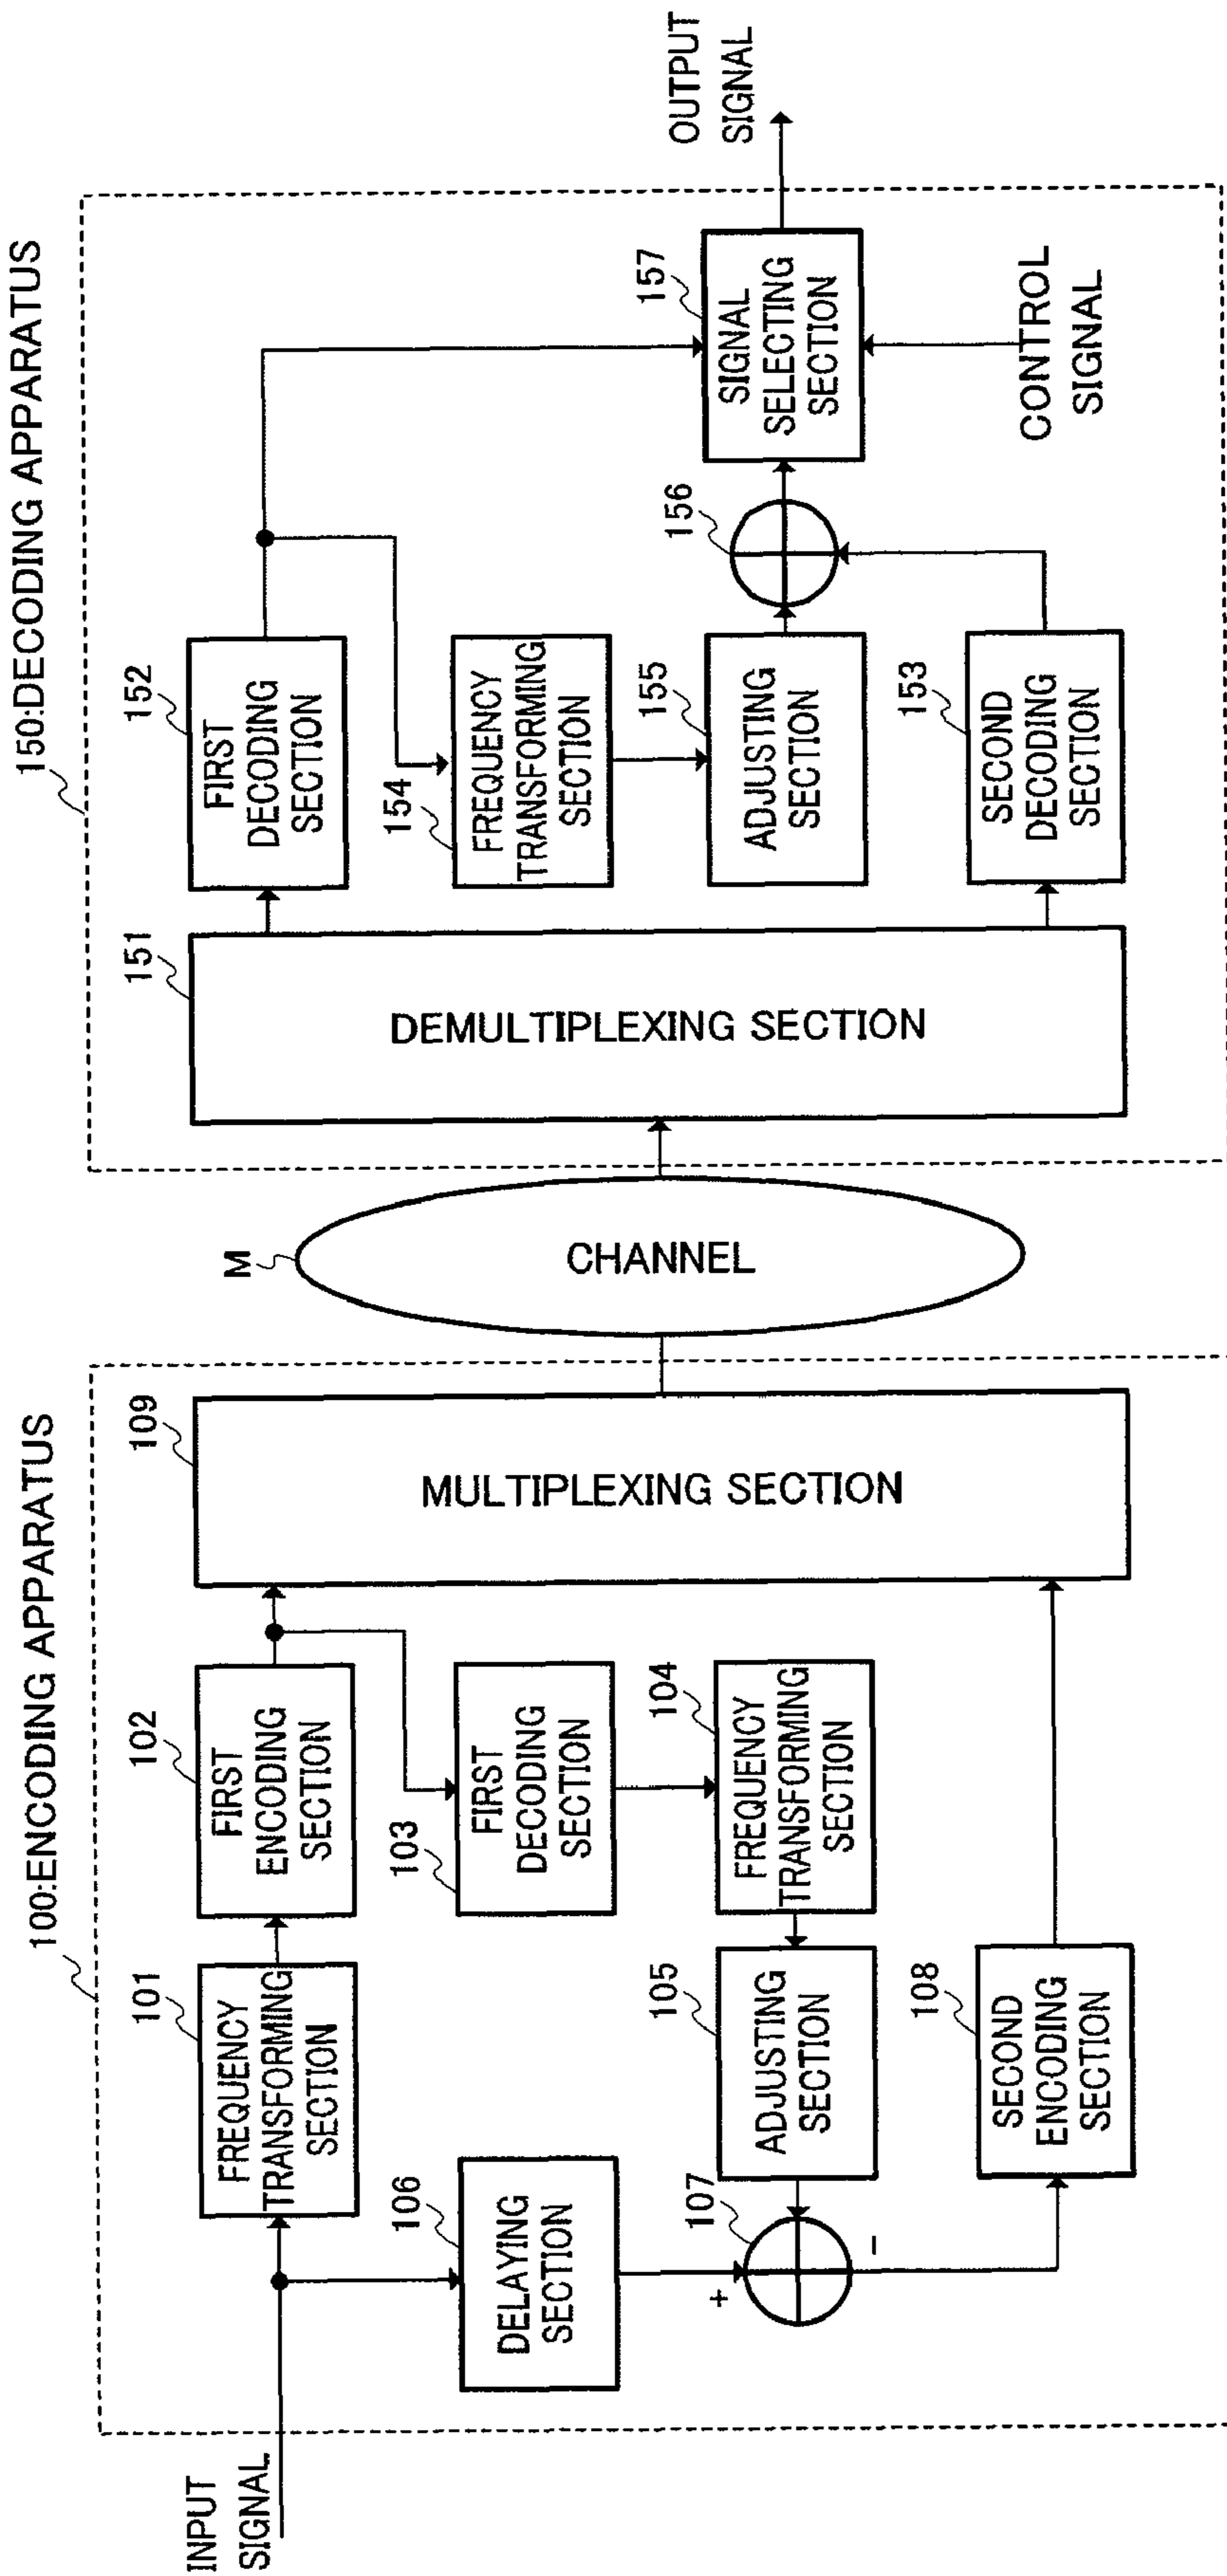 100:ENCODING APPARATUS
INPUT
SIGNAL
101
FREQUENCY
TRANSFORMING
SECTION
102
FIRST
ENCODING
SECTION
103
FIRST
DECODING
SECTION
104
FREQUENCY
TRANSFORMING
SECTION
105
ADJUSTING
SECTION
106
DELAYING
SECTION
107
+
-
108
SECOND
ENCODING
SECTION
109
MULTIPLEXING SECTION
M
CHANNEL
150:DECODING APPARATUS
151
DEMULTIPLEXING SECTION
152
FIRST
DECODING
SECTION
154
FREQUENCY
TRANSFORMING
SECTION
155
ADJUSTING
SECTION
153
SECOND
DECODING
SECTION
156
157
SIGNAL
SELECTING
SECTION
CONTROL
SIGNAL
OUTPUT
SIGNAL